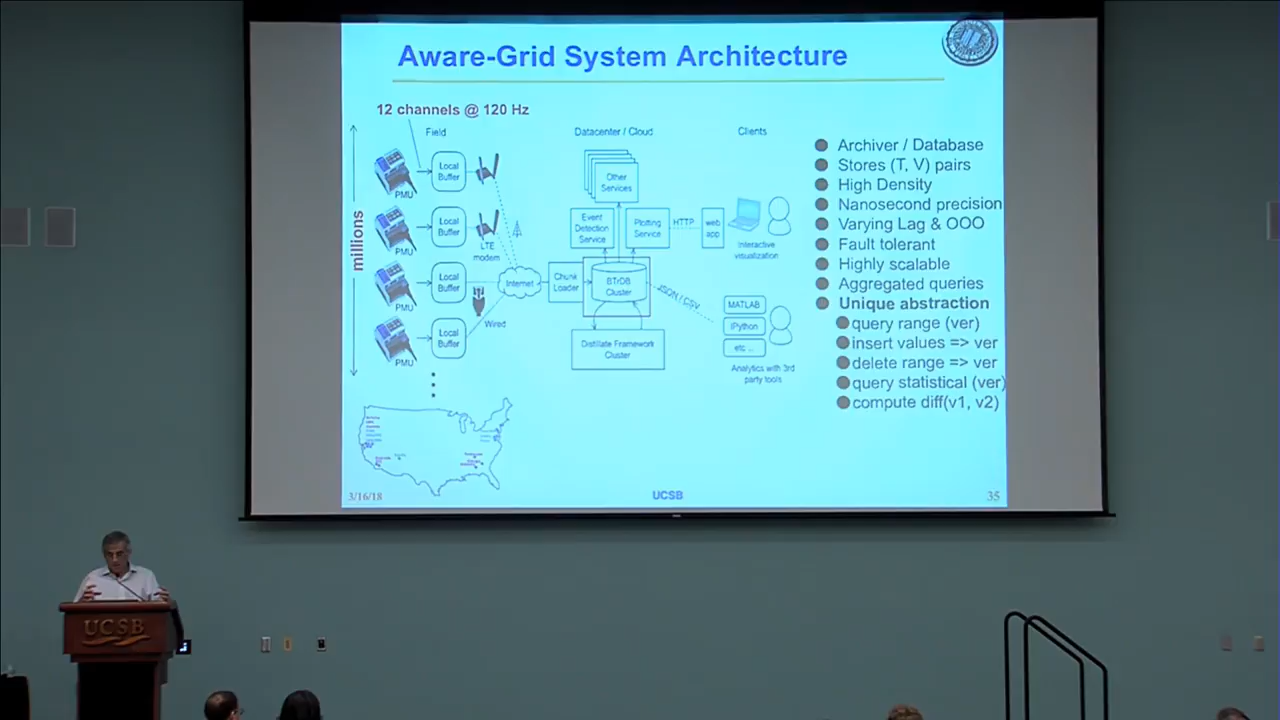 Aware-Grid System Architecture
12 channels @ 120 Hz
Field
Datacenter / Cloud
Clients
millions
PMU
Local
Buffer
PMU
Local
Buffer
LTE
modem
PMU
Local
Buffer
Wired
PMU
Local
Buffer
Internet
Other
Services
Event
Detection
Service
Plotting
Service
HTTP
web
app
Interactive
visualization
Chunk
Loader
BTrDB
Cluster
JSON / CSV
Distillate Framework
Cluster
MATLAB
IPython
etc ...
Analytics with 3rd
party tools
Archiver / Database
Stores (T, V) pairs
High Density
Nanosecond precision
Varying Lag & OOO
Fault tolerant
Highly scalable
Aggregated queries
Unique abstraction
query range (ver)
insert values => ver
delete range => ver
query statistical (ver)
compute diff(v1, v2)
3/16/18
UCSB
35
UCSB